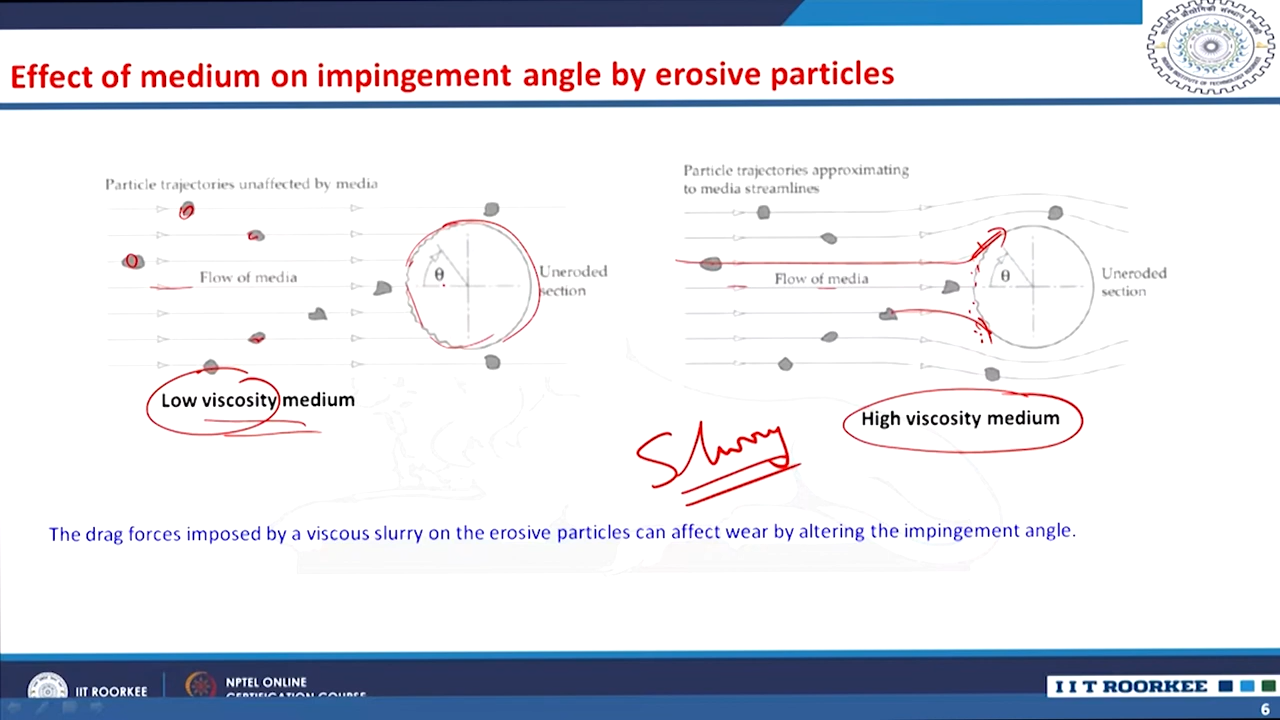 Effect of medium on impingement angle by erosive particles
Particle trajectories unaffected by media
Flow of media
θ
Uneroded
section
Low viscosity medium
Particle trajectories approximating
to media streamlines
Flow of media
θ
Uneroded
section
High viscosity medium
Slurry
The drag forces imposed by a viscous slurry on the erosive particles can affect wear by altering the impingement angle.
IIT ROORKEE
NPTEL ONLINE
CERTIFICATION COURSE
IIT ROORKEE
6